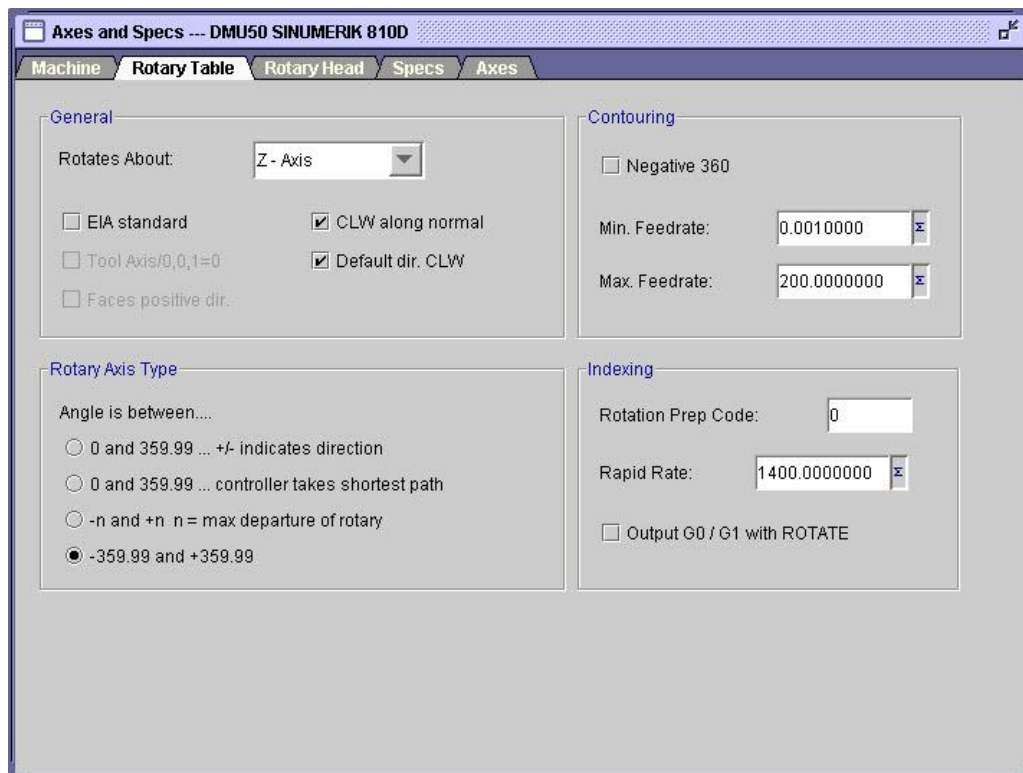 Axes and Specs --- DMU50 SINUMERIK 810D
Machine
Rotary Table
Rotary Head
Specs
Axes
General
Rotates About:
Z - Axis
EIA standard
CLW along normal
Tool Axis/0,0,1=0
Default dir. CLW
Faces positive dir.
Contouring
Negative 360
Min. Feedrate:
0.0010000
Σ
Max. Feedrate:
200.0000000
Σ
Rotary Axis Type
Angle is between....
0 and 359.99 ... +/- indicates direction
0 and 359.99 ... controller takes shortest path
-n and +n  n = max departure of rotary
-359.99 and +359.99
Indexing
Rotation Prep Code:
0
Rapid Rate:
1400.0000000
Σ
Output G0 / G1 with ROTATE